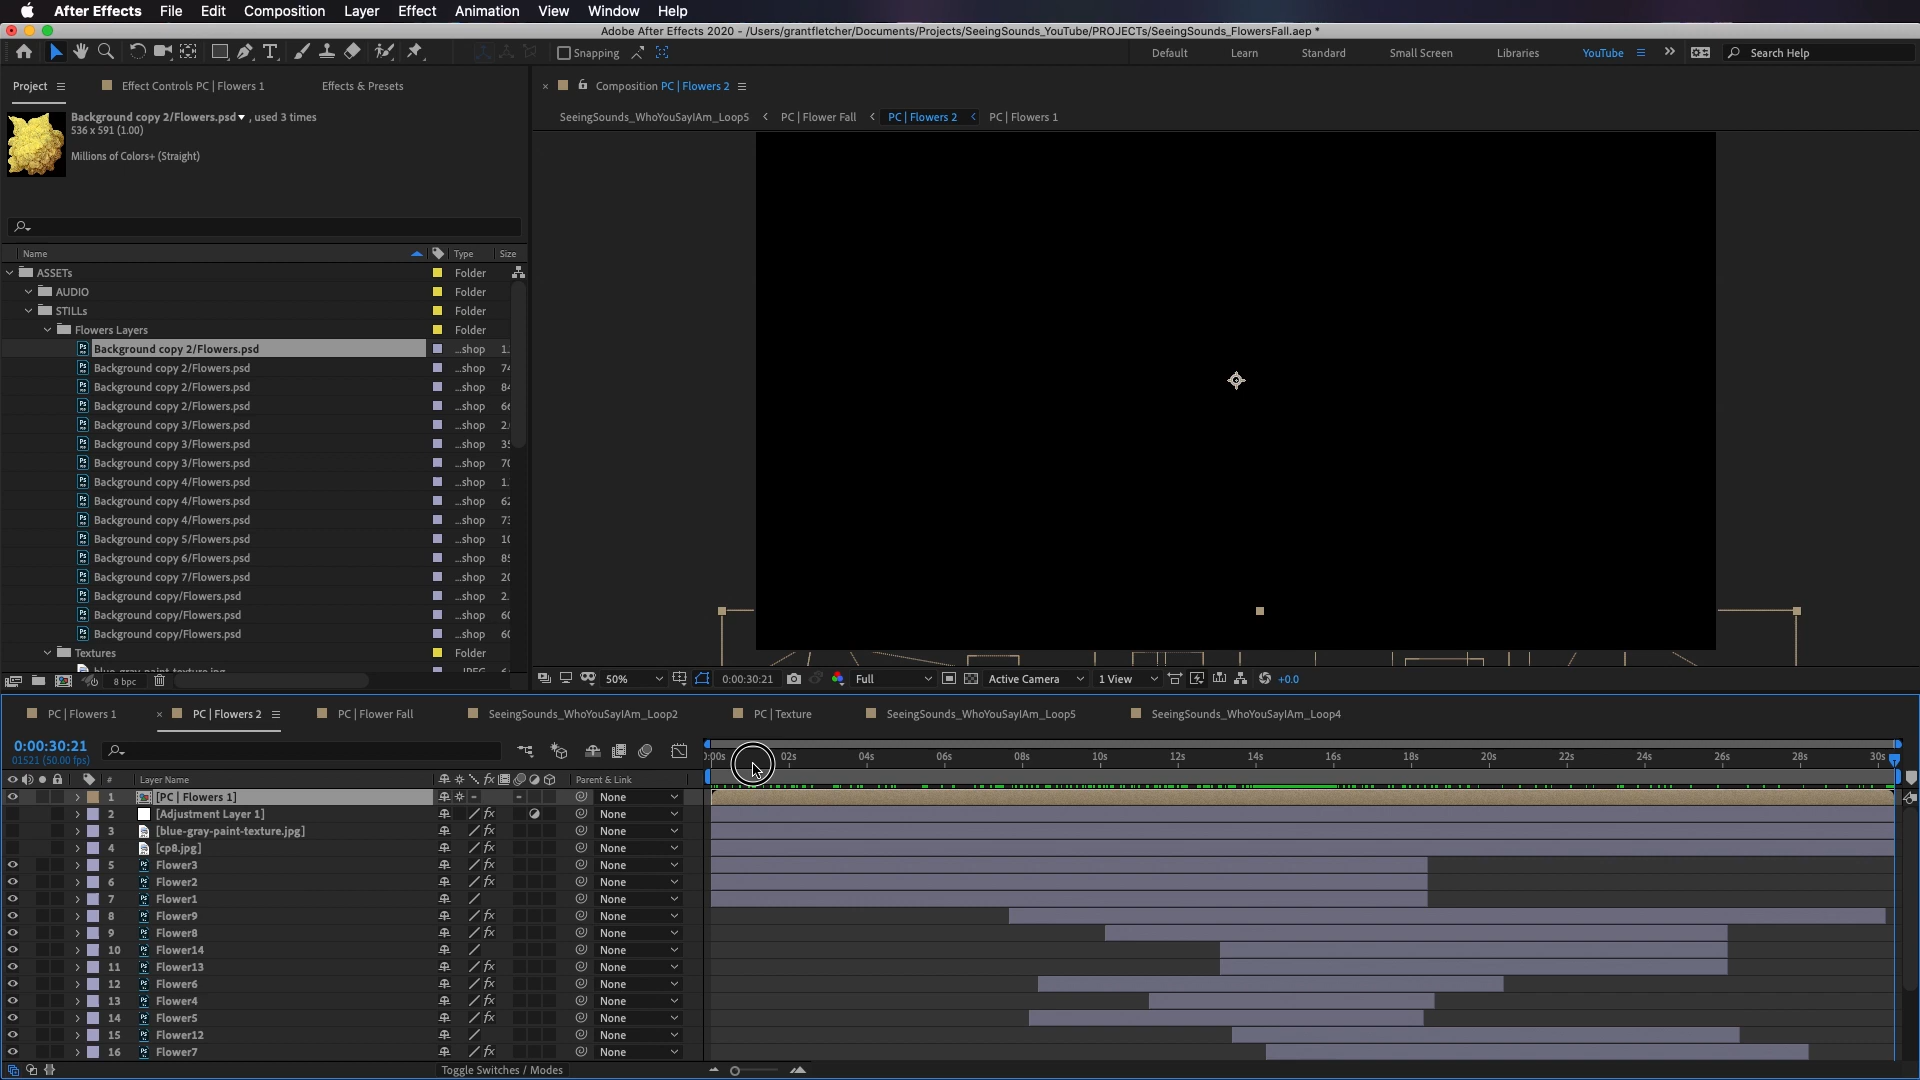 After Effects File Edit Composition Layer Effect Animation View Window Help
Adobe After Effects 2020 - /Users/grantfletcher/Documents/Projects/SeeingSounds_YouTube/PROJECTs/SeeingSounds_FlowersFall.aep *
Snapping Default Learn Standard Small Screen Libraries YouTube Search Help
Project Effect Controls PC | Flowers 1 Effects & Presets
Composition PC | Flowers 2
Background copy 2/Flowers.psd , used 3 times
536 x 591 (1.00)
Millions of Colors+ (Straight)
SeeingSounds_WhoYouSayIAm_Loop5 PC | Flower Fall PC | Flowers 2 PC | Flowers 1
Name Type Size
ASSETs Folder
AUDIO Folder
STILLs Folder
Flowers Layers Folder
Background copy 2/Flowers.psd ...shop 1.
Background copy 2/Flowers.psd ...shop 74
Background copy 2/Flowers.psd ...shop 84
Background copy 2/Flowers.psd ...shop 66
Background copy 3/Flowers.psd ...shop 2.
Background copy 3/Flowers.psd ...shop 35
Background copy 3/Flowers.psd ...shop 70
Background copy 4/Flowers.psd ...shop 1.
Background copy 4/Flowers.psd ...shop 62
Background copy 4/Flowers.psd ...shop 73
Background copy 5/Flowers.psd ...shop 10
Background copy 6/Flowers.psd ...shop 85
Background copy 7/Flowers.psd ...shop 20
Background copy/Flowers.psd ...shop 2.
Background copy/Flowers.psd ...shop 60
Background copy/Flowers.psd ...shop 60
Textures Folder
blue-gray-paint-texture.jpg JPEG
8 bpc
50% 0:00:30:21 Full Active Camera 1 View +0.0
PC | Flowers 1 PC | Flowers 2 PC | Flower Fall SeeingSounds_WhoYouSayIAm_Loop2 PC | Texture SeeingSounds_WhoYouSayIAm_Loop5 SeeingSounds_WhoYouSayIAm_Loop4
0:00:30:21
01521 (50.00 fps)
:00s 02s 04s 06s 08s 10s 12s 14s 16s 18s 20s 22s 24s 26s 28s 30s
# Layer Name Parent & Link
1 [PC | Flowers 1] None
2 [Adjustment Layer 1] None
3 [blue-gray-paint-texture.jpg] None
4 [cp8.jpg] None
5 Flower3 None
6 Flower2 None
7 Flower1 None
8 Flower9 None
9 Flower8 None
10 Flower14 None
11 Flower13 None
12 Flower6 None
13 Flower4 None
14 Flower5 None
15 Flower12 None
16 Flower7 None
Toggle Switches / Modes